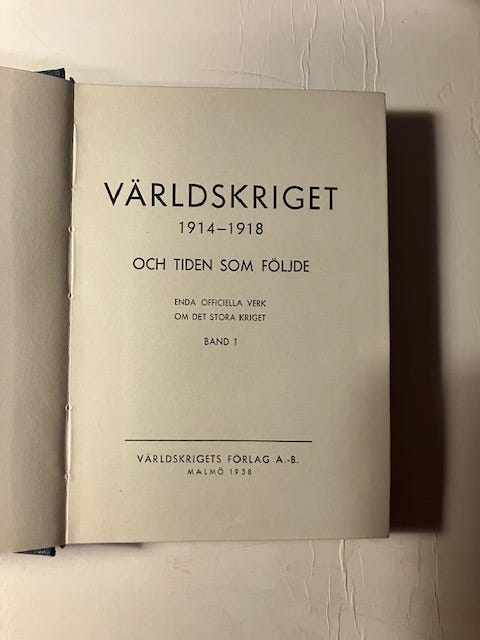 VÄRLDSKRIGET
1914–1918
OCH TIDEN SOM FÖLJDE
ENDA OFFICIELLA VERK
OM DET STORA KRIGET
BAND 1
VÄRLDSKRIGETS FÖRLAG A.-B.
MALMÖ 1938